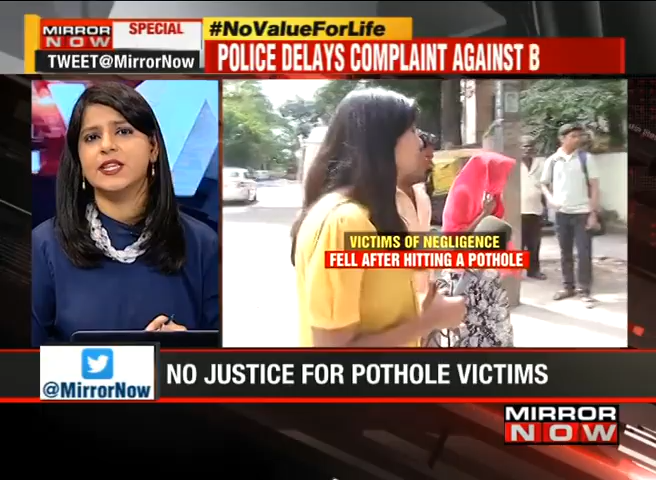 MIRROR
NOW
SPECIAL
#NoValueForLife
TWEET@MirrorNow
POLICE DELAYS COMPLAINT AGAINST B
VICTIMS OF NEGLIGENCE
FELL AFTER HITTING A POTHOLE
@MirrorNow
NO JUSTICE FOR POTHOLE VICTIMS
MIRROR
NOW